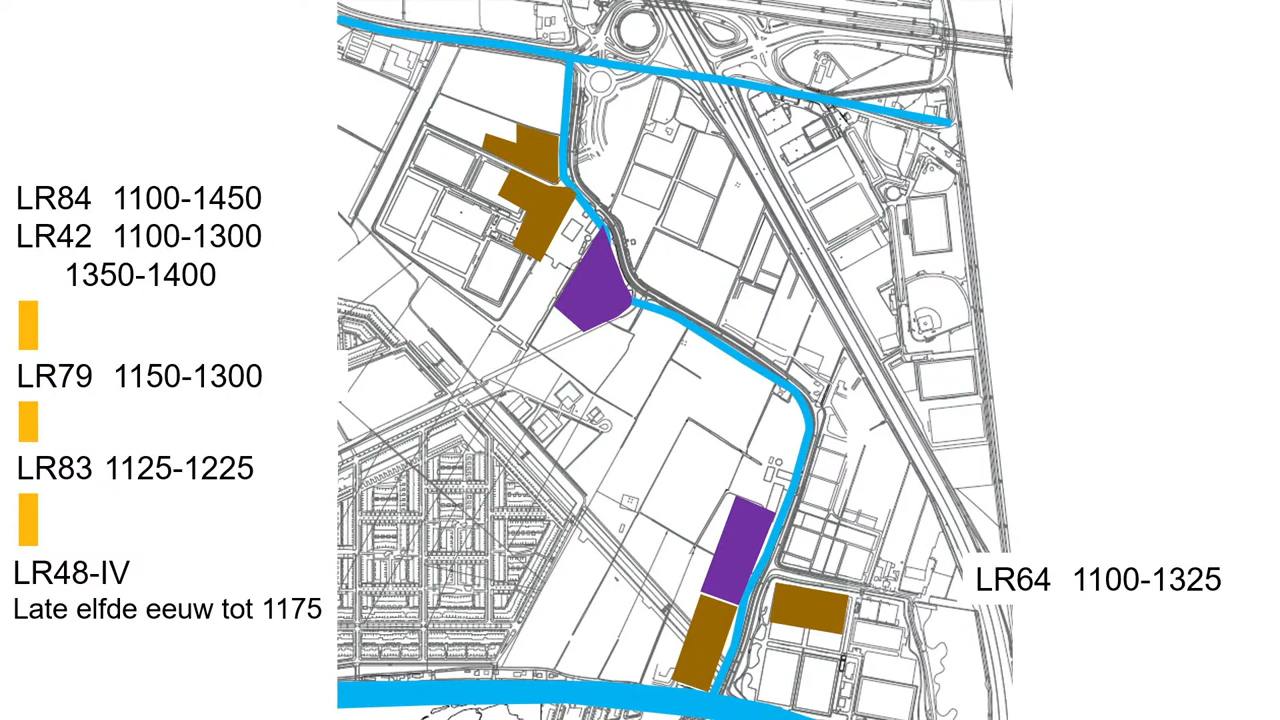 LR84 1100-1450
LR42 1100-1300
1350-1400
LR79 1150-1300
LR83 1125-1225
LR48-IV
Late elfde eeuw tot 1175
LR64 1100-1325